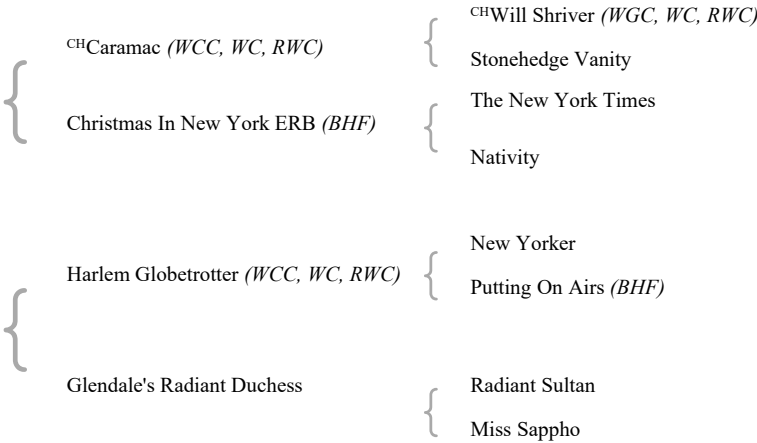 CHCaramac (WCC, WC, RWC)
CHWill Shriver (WGC, WC, RWC)
Stonehedge Vanity
Christmas In New York ERB (BHF)
The New York Times
Nativity
Harlem Globetrotter (WCC, WC, RWC)
New Yorker
Putting On Airs (BHF)
Glendale's Radiant Duchess
Radiant Sultan
Miss Sappho